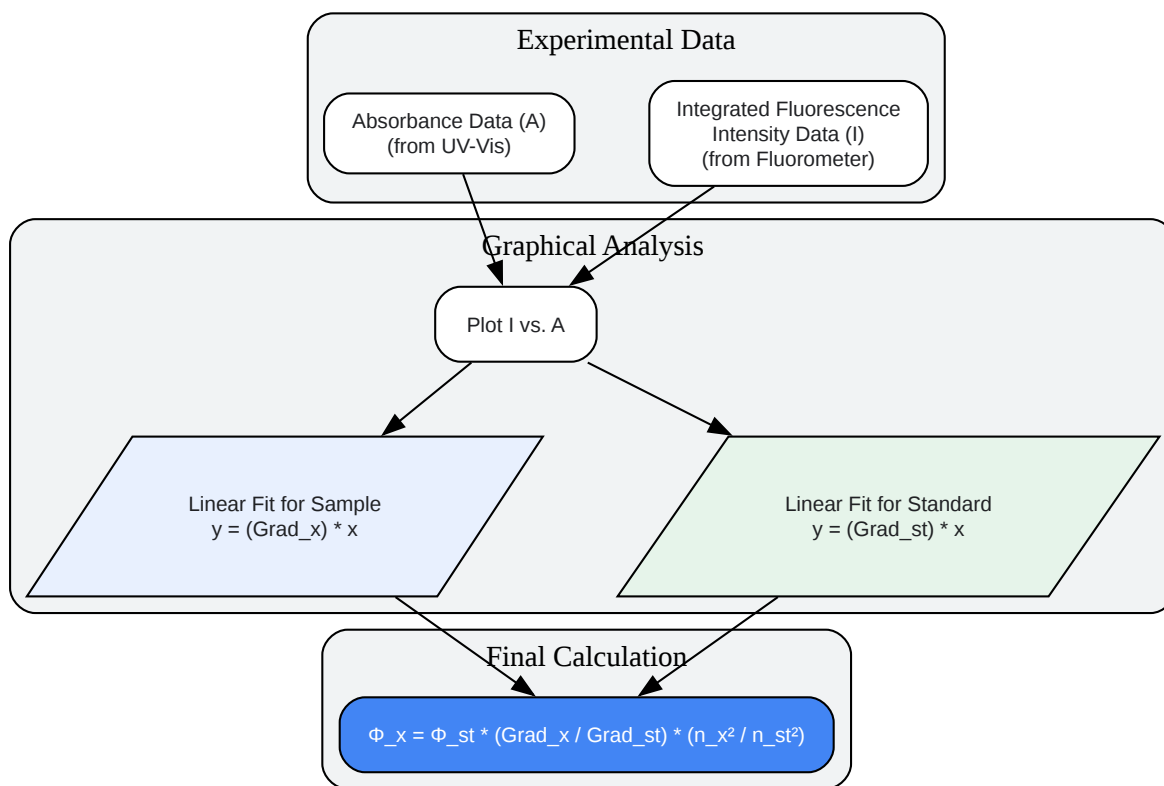 Experimental Data
Absorbance Data (A)
(from UV-Vis)
Integrated Fluorescence
Intensity Data (I)
(from Fluorometer)
Graphical Analysis
Plot I vs. A
Linear Fit for Sample
y = (Grad_x) * x
Linear Fit for Standard
y = (Grad_st) * x
Final Calculation
Φ_x = Φ_st * (Grad_x / Grad_st) * (n_x² / n_st²)